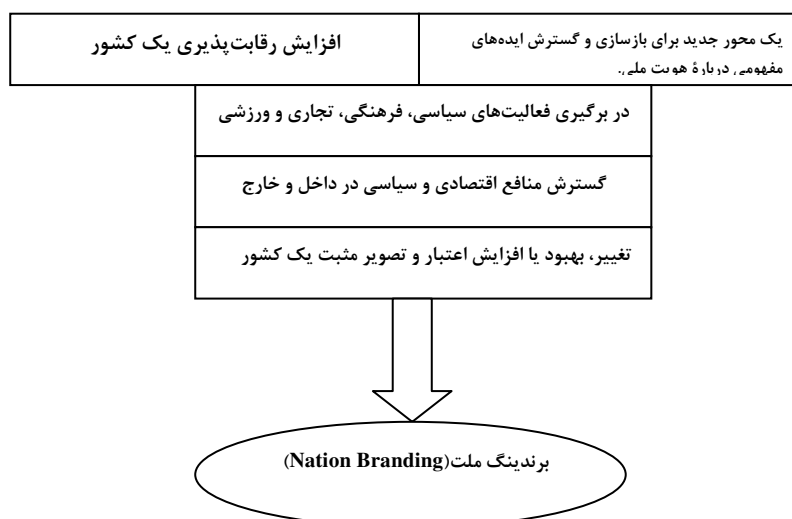 یک محور جدید برای بازسازی و گسترش ایده‌های
مفهومی دربارهٔ هویت ملی.
افزایش رقابت‌پذیری یک کشور
در برگیری فعالیت‌های سیاسی، فرهنگی، تجاری و ورزشی
گسترش منافع اقتصادی و سیاسی در داخل و خارج
تغییر، بهبود یا افزایش اعتبار و تصویر مثبت یک کشور
برندینگ ملت(Nation Branding)